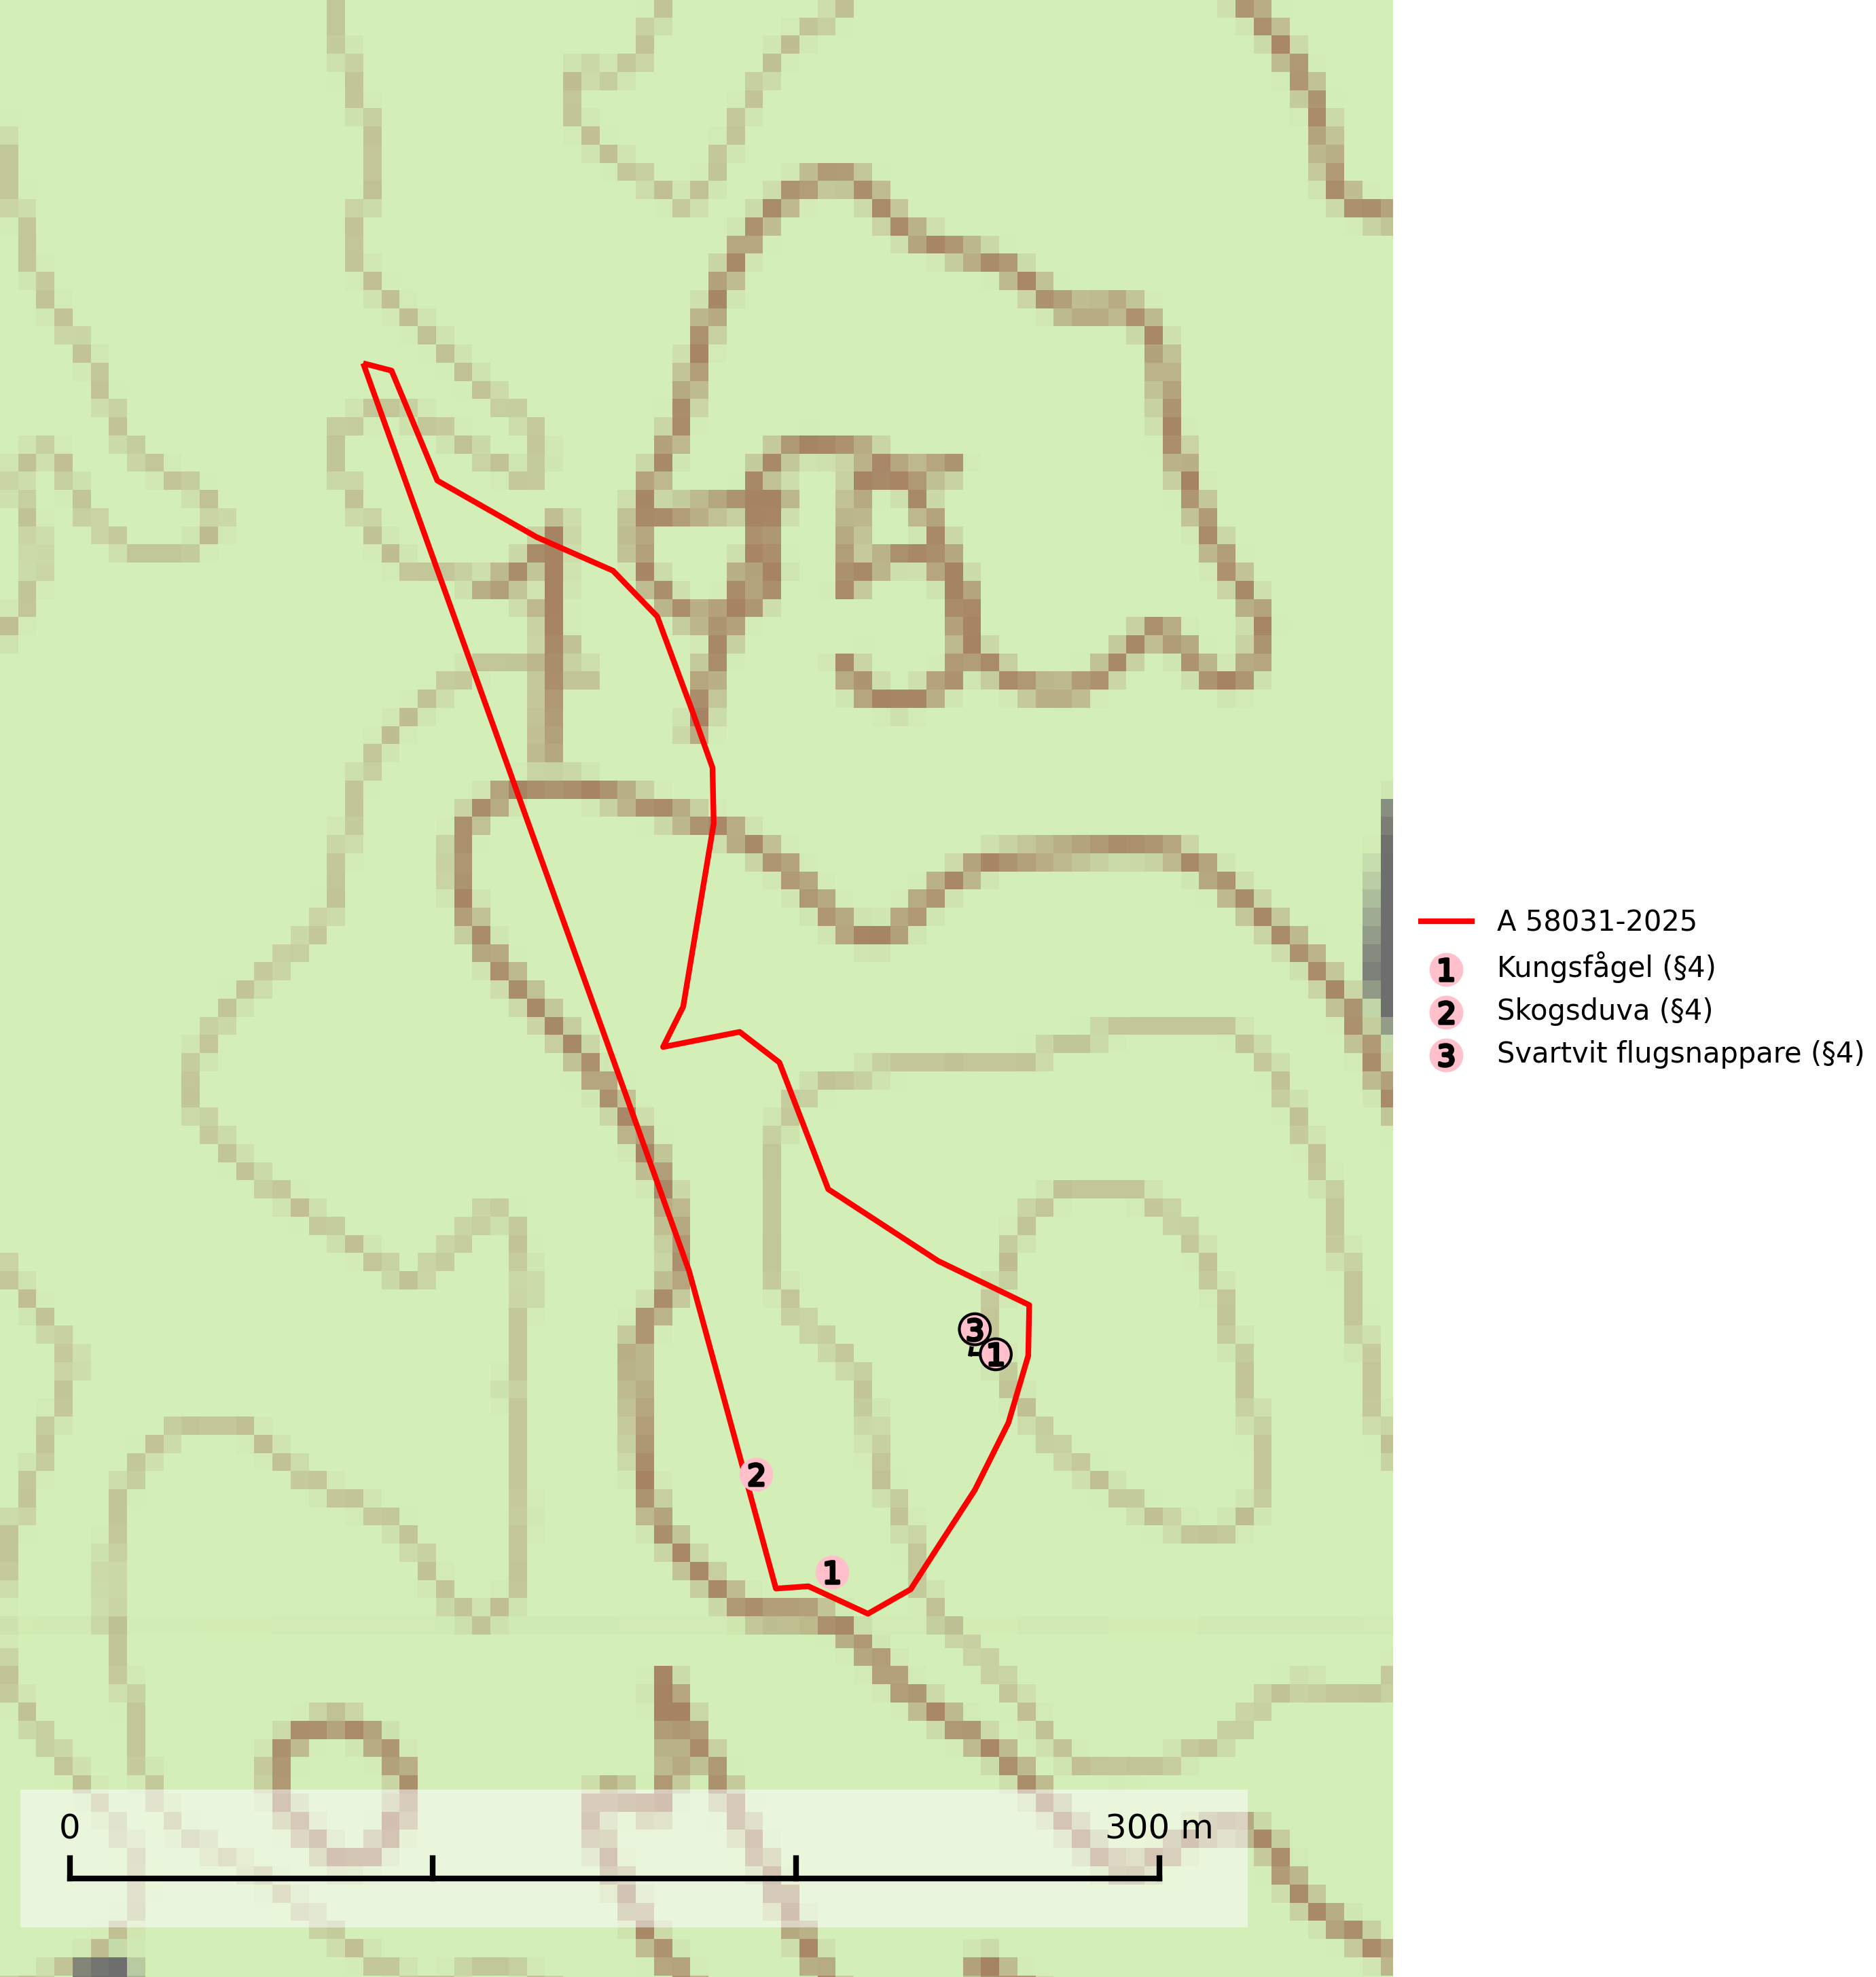 A 58031-2025
1 Kungsfågel (§4)
2 Skogsduva (§4)
3 Svartvit flugsnappare (§4)
3
1
2
1
0 300 m